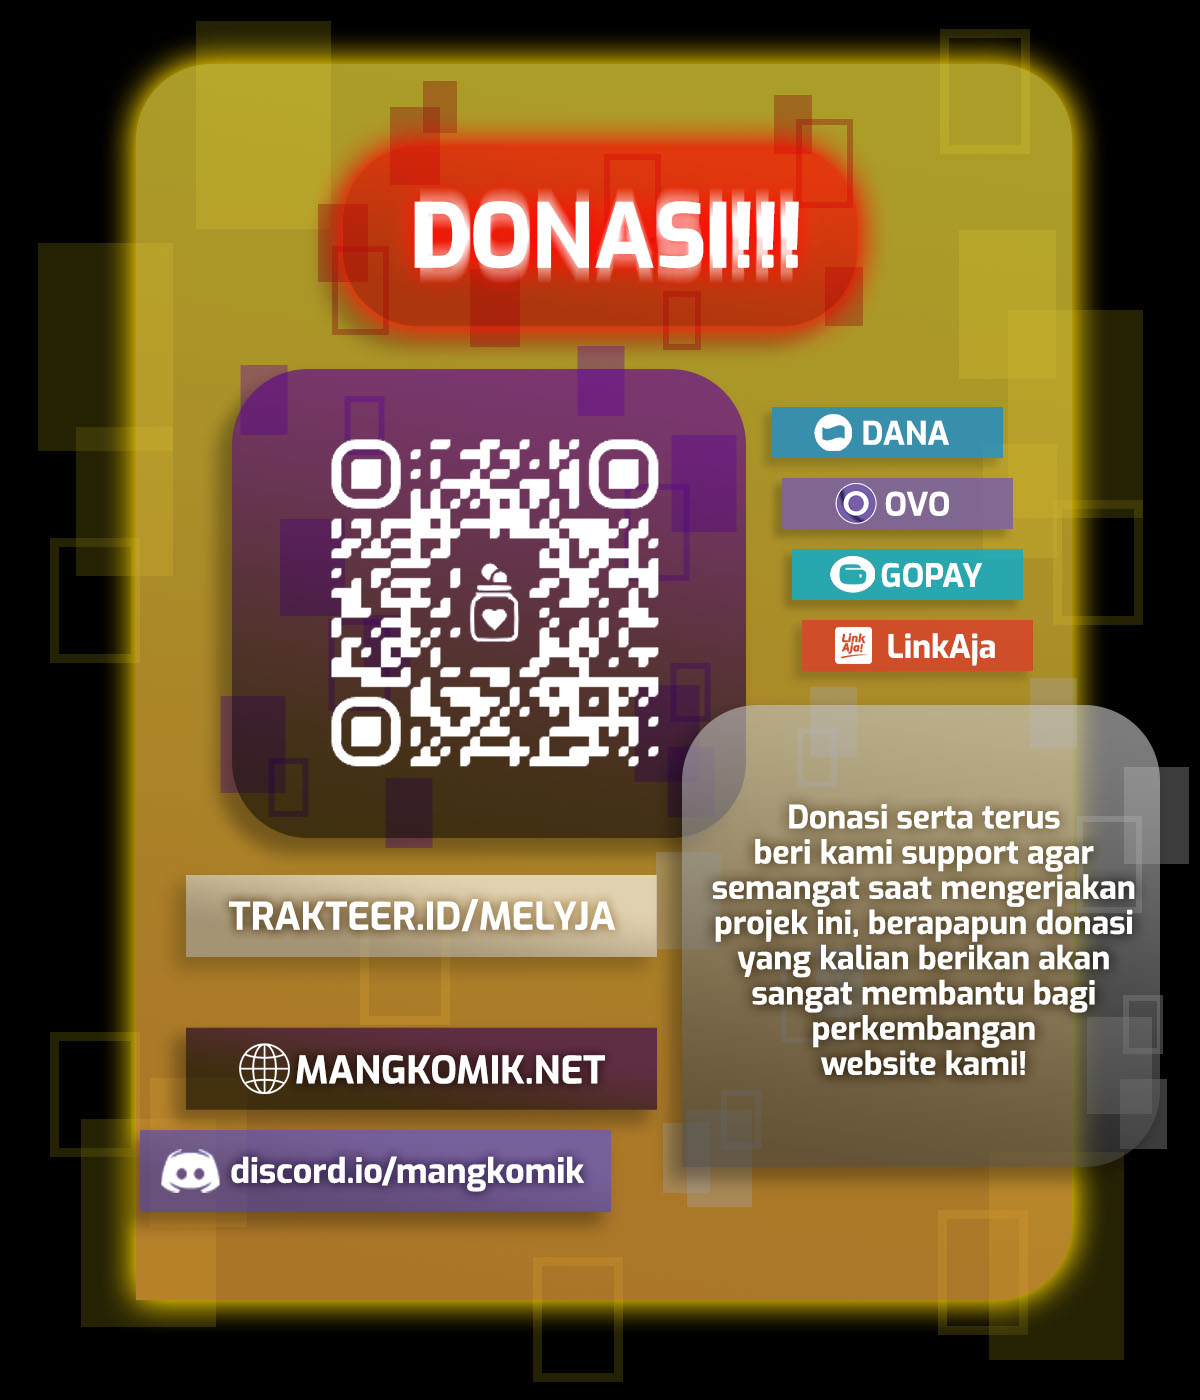 DONASI!!!
DANA
OVO
GOPAY
Link
Aja!
LinkAja
Donasi serta terus
beri kami support agar
semangat saat mengerjakan
projek ini, berapapun donasi
yang kalian berikan akan
sangat membantu bagi
perkembangan
website kami!
TRAKTEER.ID/MELYJA
MANGKOMIK.NET
discord.io/mangkomik